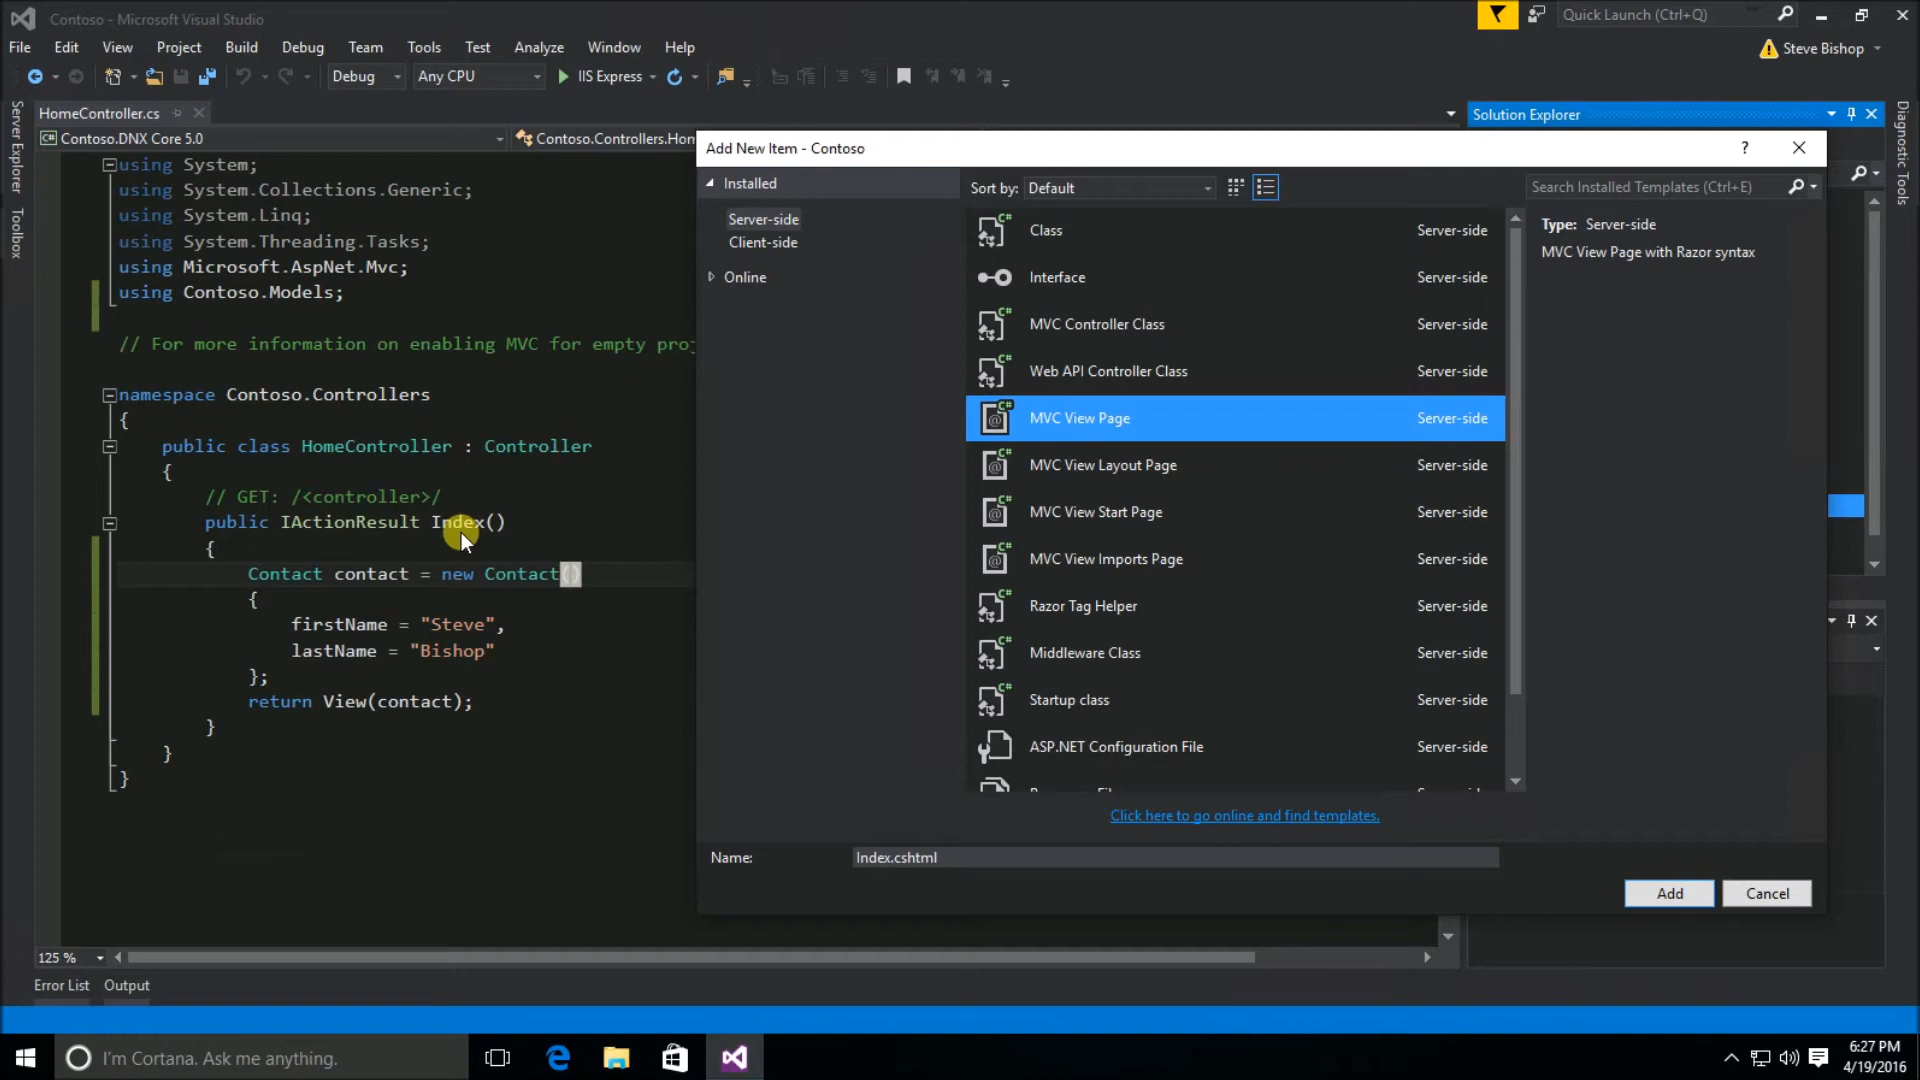 Contoso - Microsoft Visual Studio
Quick Launch (Ctrl+Q)
File Edit View Project Build Debug Team Tools Test Analyze Window Help
Steve Bishop
Debug Any CPU IIS Express
HomeController.cs
Solution Explorer
Contoso.DNX Core 5.0
Contoso.Controllers.Hom
Server Explorer
Toolbox
Diagnostic Tools
using System;
using System.Collections.Generic;
using System.Linq;
using System.Threading.Tasks;
using Microsoft.AspNet.Mvc;
using Contoso.Models;
// For more information on enabling MVC for empty proj
namespace Contoso.Controllers
{
public class HomeController : Controller
{
// GET: /<controller>/
public IActionResult Index()
{
Contact contact = new Contact()
{
firstName = "Steve",
lastName = "Bishop"
};
return View(contact);
}
}
}
125 %
Error List Output
Add New Item - Contoso
?
Installed
Server-side
Client-side
Online
Sort by: Default
Search Installed Templates (Ctrl+E)
Class Server-side
Interface Server-side
MVC Controller Class Server-side
Web API Controller Class Server-side
MVC View Page Server-side
MVC View Layout Page Server-side
MVC View Start Page Server-side
MVC View Imports Page Server-side
Razor Tag Helper Server-side
Middleware Class Server-side
Startup class Server-side
ASP.NET Configuration File Server-side
Type: Server-side
MVC View Page with Razor syntax
Click here to go online and find templates.
Name: Index.cshtml
Add Cancel
I'm Cortana. Ask me anything.
6:27 PM
4/19/2016